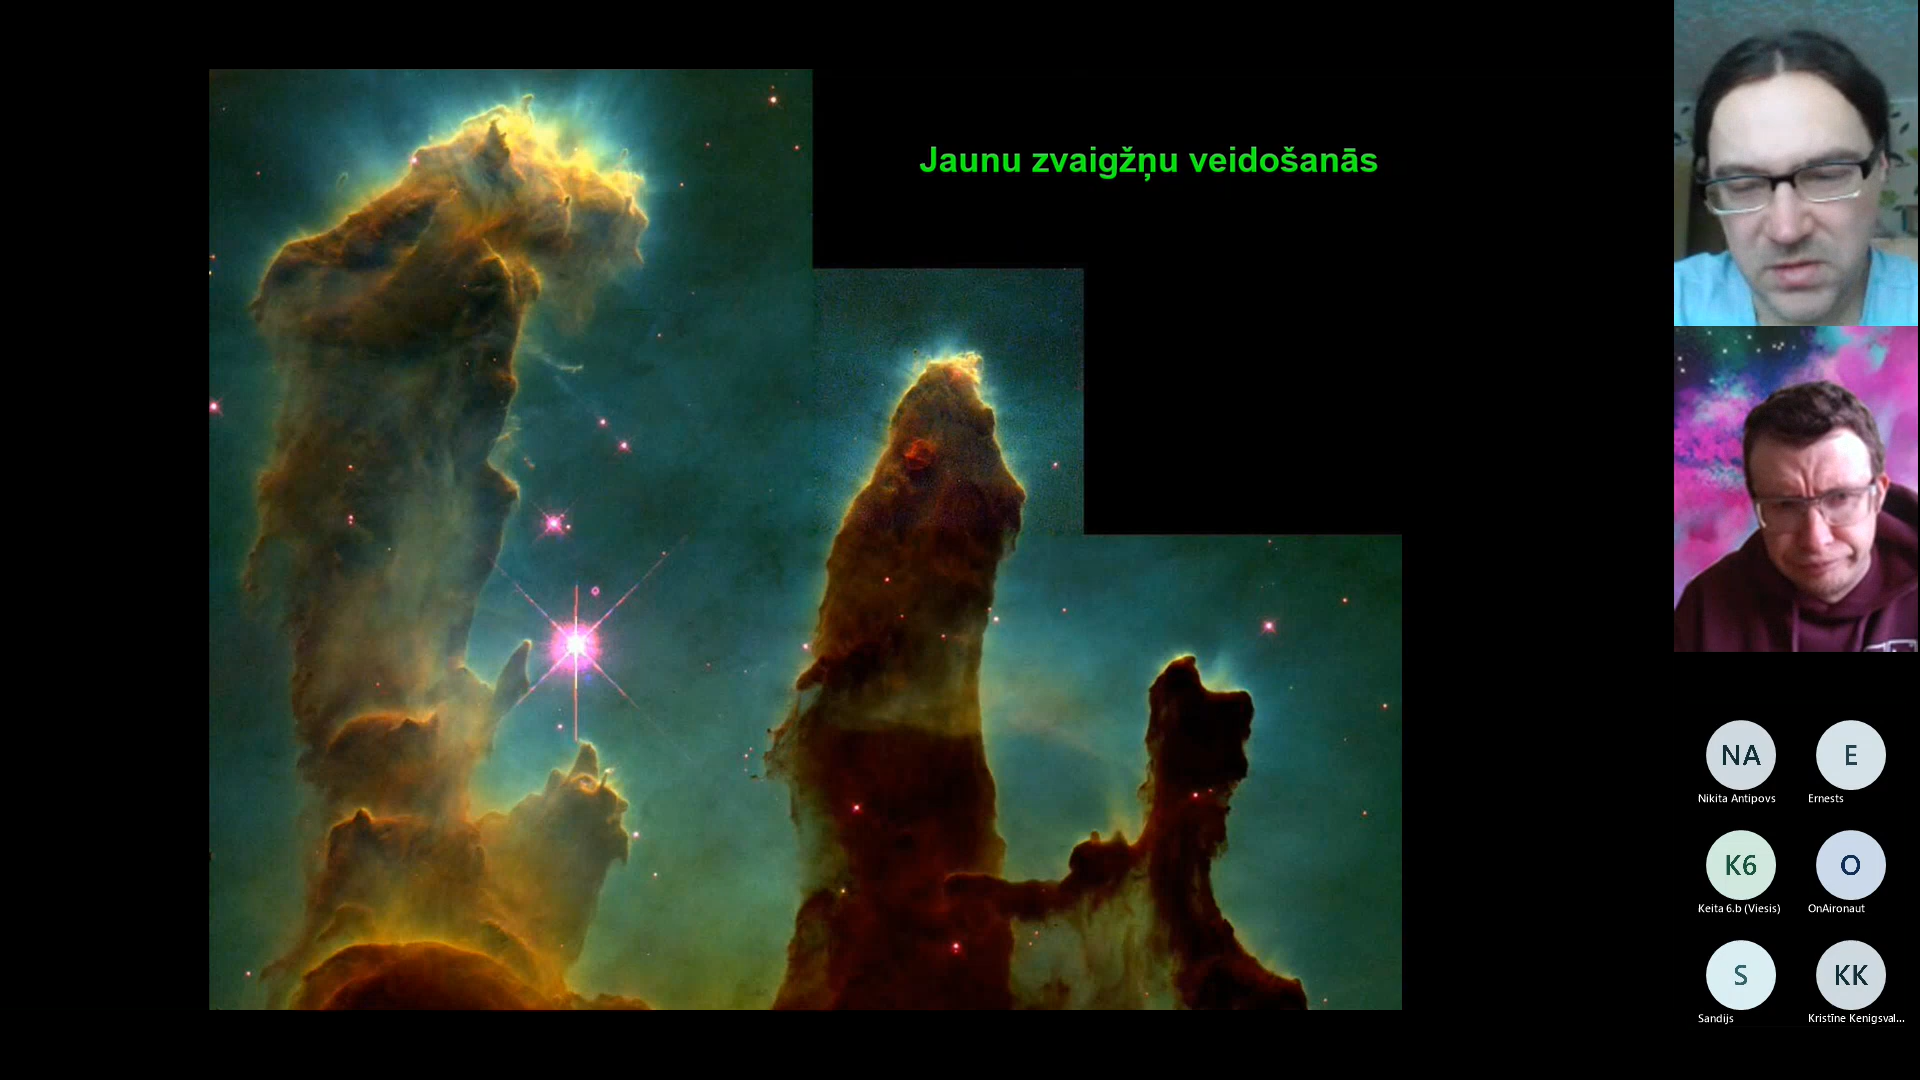 Jaunu zvaigžņu veidošanās
NA
E
Nikita Antipovs
Ernests
K6
O
Keita 6.b (Viesis)
OnAironaut
S
KK
Sandijs
Kristīne Kenigsval...